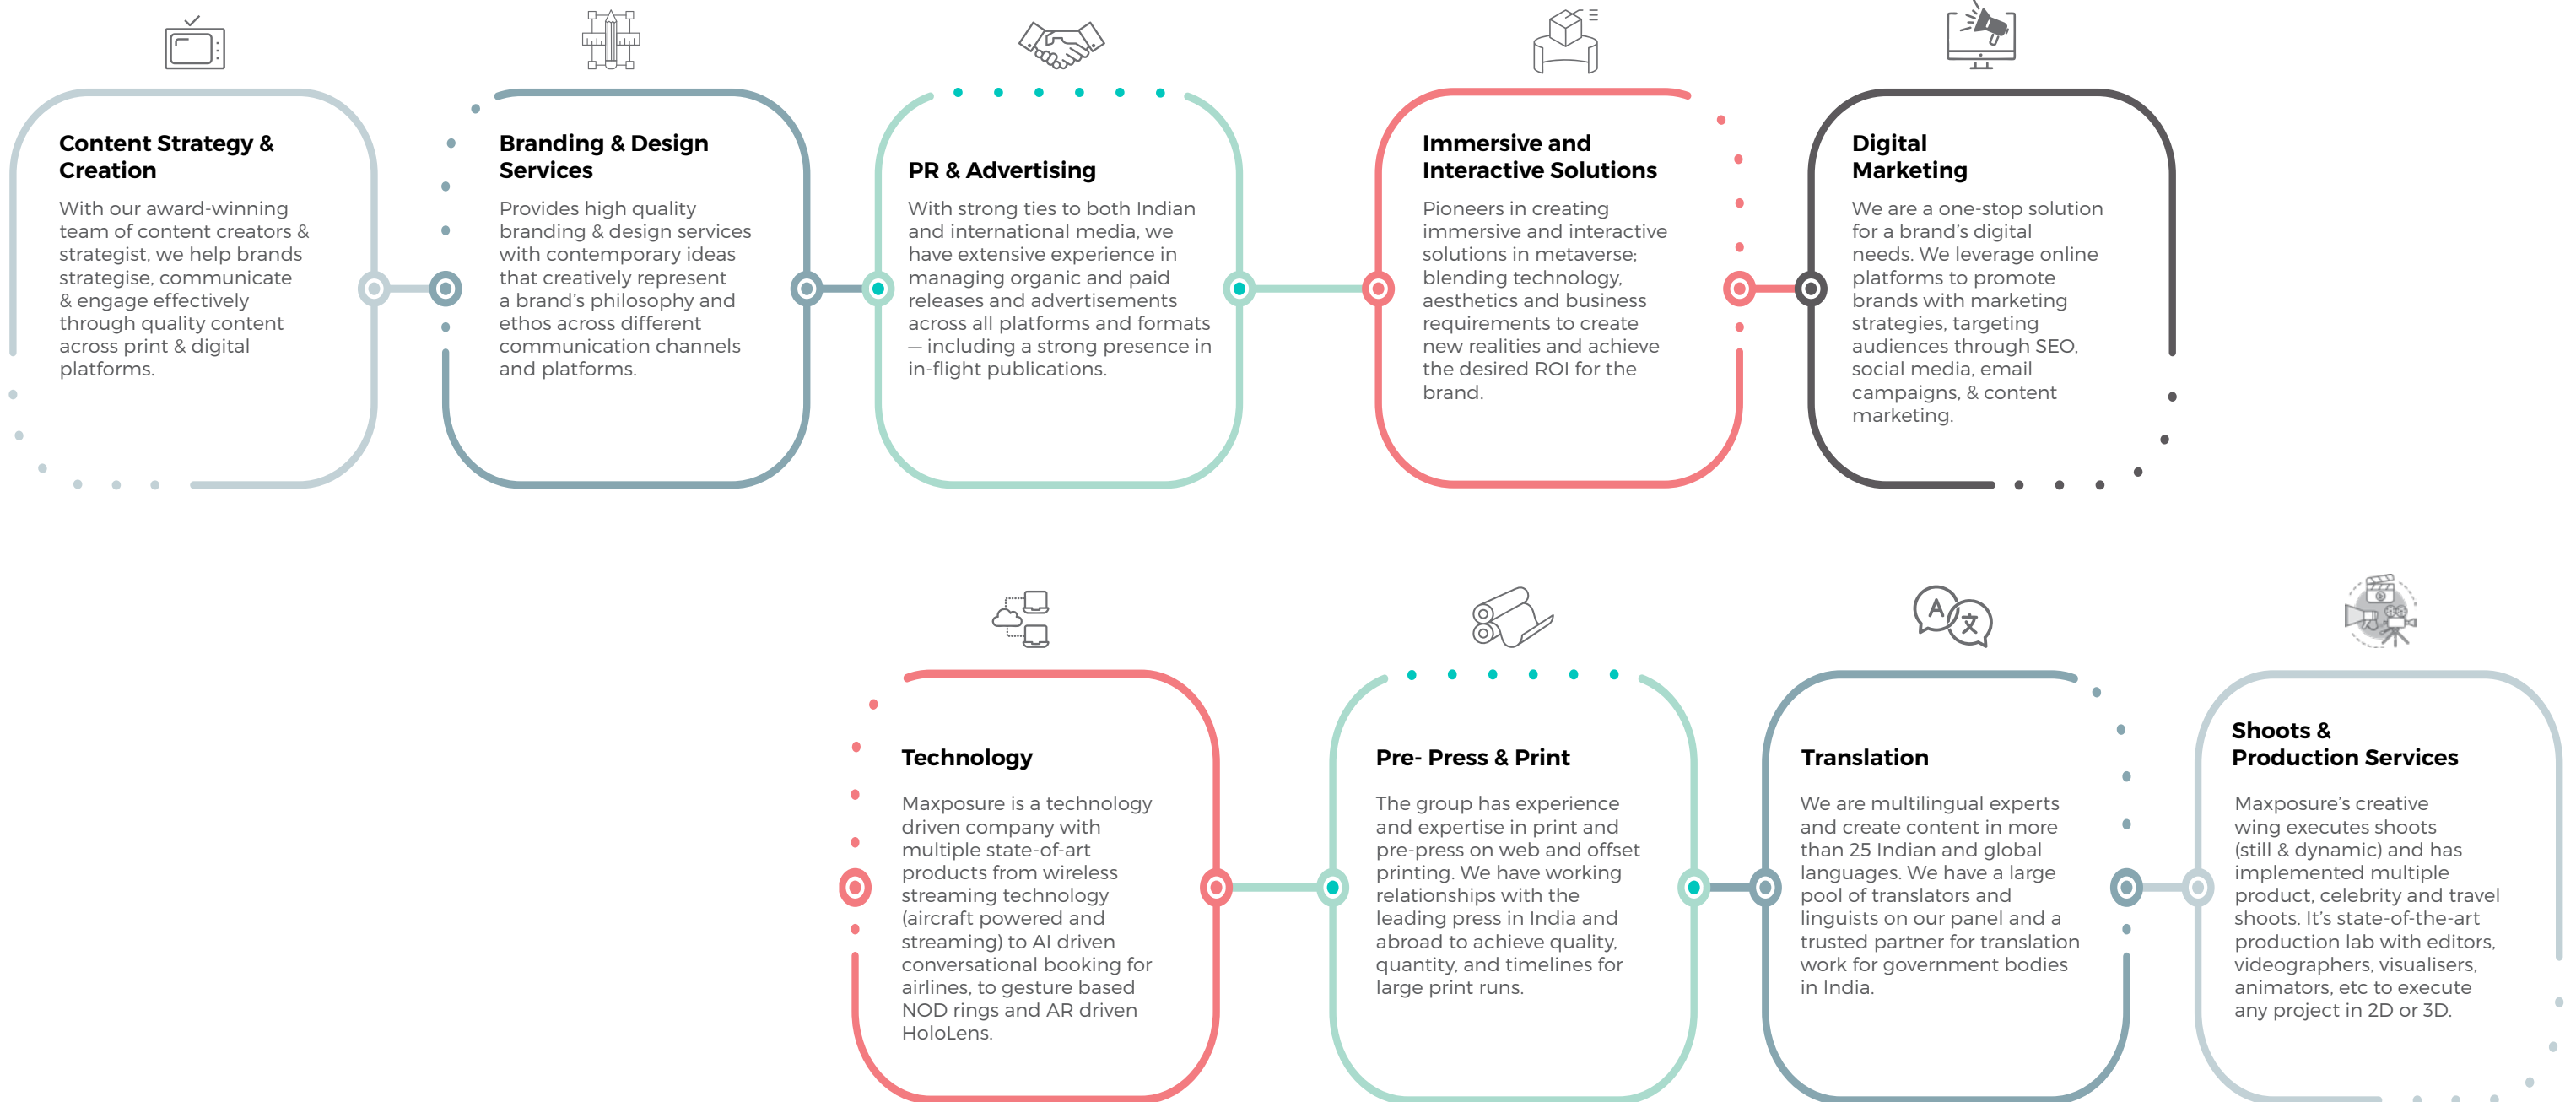 Content Strategy &
Creation
With our award-winning
team of content creators &
strategist, we help brands
strategise, communicate
& engage effectively
through quality content
across print & digital
platforms.
Branding & Design
Services
Provides high quality
branding & design services
with contemporary ideas
that creatively represent
a brand's philosophy and
ethos across different
communication channels
and platforms.
PR & Advertising
With strong ties to both Indian
and international media, we
have extensive experience in
managing organic and paid
releases and advertisements
across all platforms and formats
— including a strong presence in
in-flight publications.
Immersive and
Interactive Solutions
Pioneers in creating
immersive and interactive
solutions in metaverse;
blending technology,
aesthetics and business
requirements to create
new realities and achieve
the desired ROI for the
brand.
Digital
Marketing
We are a one-stop solution
for a brand's digital
needs. We leverage online
platforms to promote
brands with marketing
strategies, targeting
audiences through SEO,
social media, email
campaigns, & content
marketing.
Technology
Maxposure is a technology
driven company with
multiple state-of-art
products from wireless
streaming technology
(aircraft powered and
streaming) to AI driven
conversational booking for
airlines, to gesture based
NOD rings and AR driven
HoloLens.
Pre- Press & Print
The group has experience
and expertise in print and
pre-press on web and offset
printing. We have working
relationships with the
leading press in India and
abroad to achieve quality,
quantity, and timelines for
large print runs.
A 文
Translation
We are multilingual experts
and create content in more
than 25 Indian and global
languages. We have a large
pool of translators and
linguists on our panel and a
trusted partner for translation
work for government bodies
in India.
Shoots &
Production Services
Maxposure's creative
wing executes shoots
(still & dynamic) and has
implemented multiple
product, celebrity and travel
shoots. It's state-of-the-art
production lab with editors,
videographers, visualisers,
animators, etc to execute
any project in 2D or 3D.